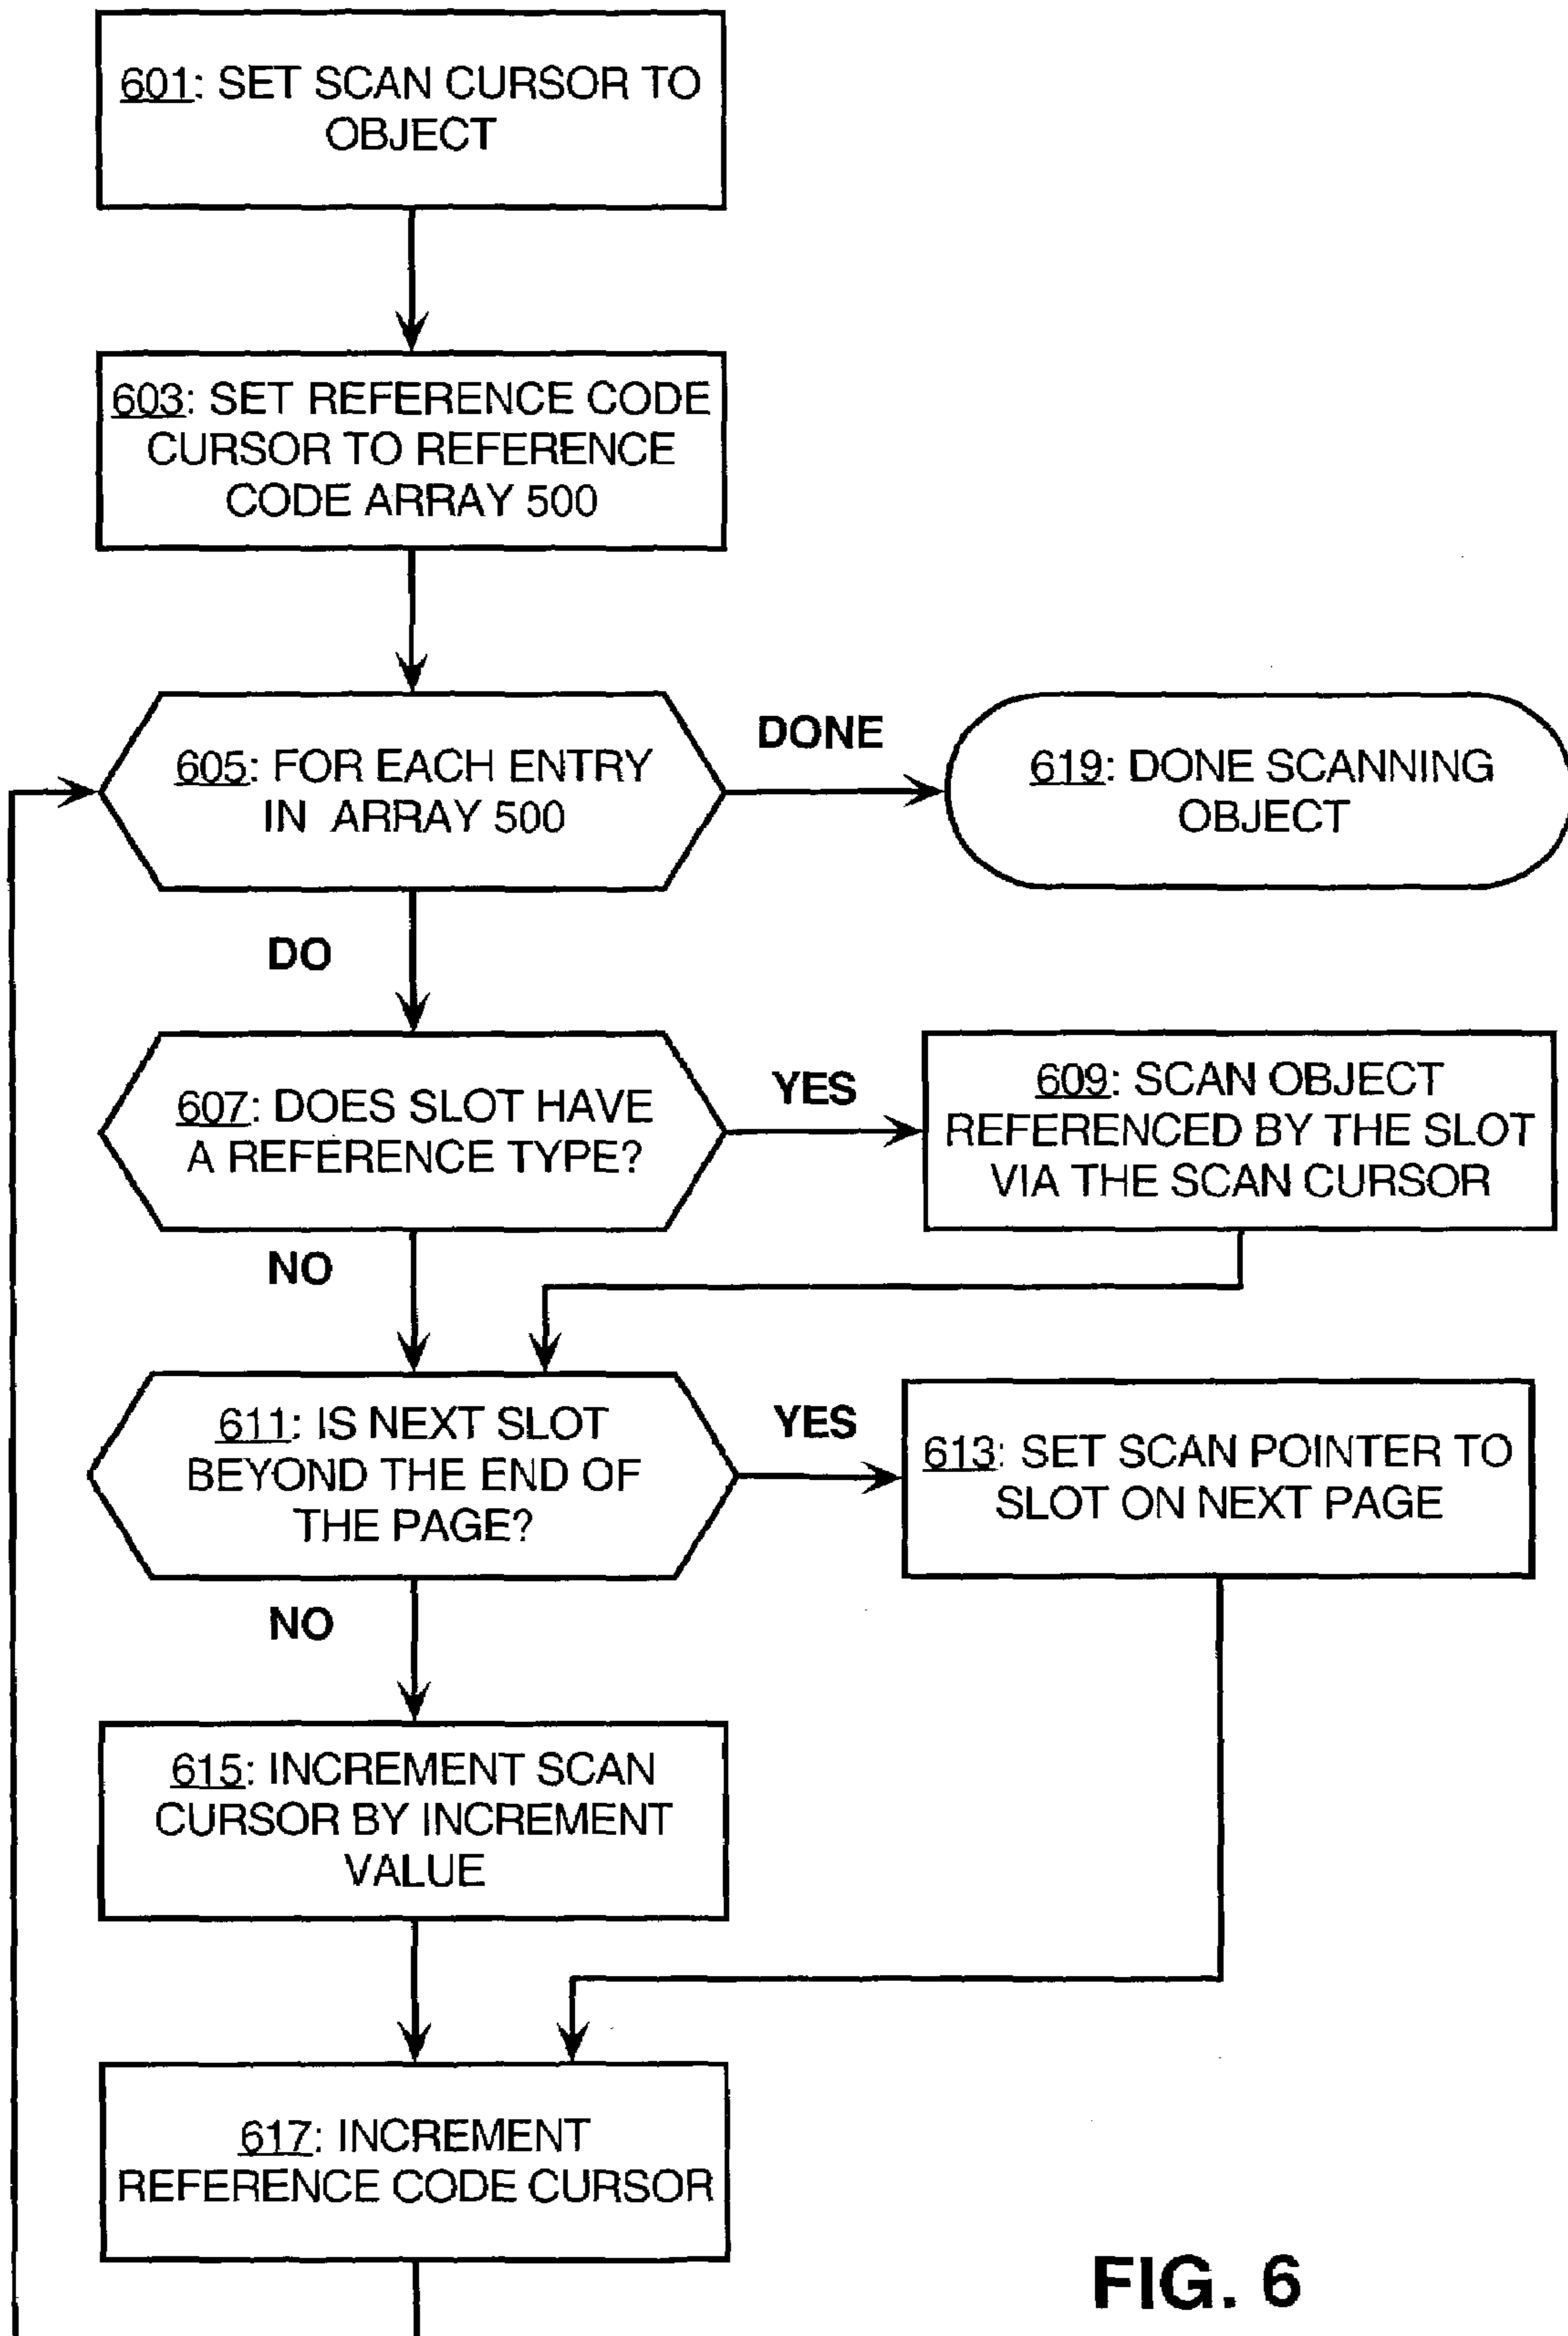 601: SET SCAN CURSOR TO
OBJECT
603: SET REFERENCE CODE
CURSOR TO REFERENCE
CODE ARRAY 500
605: FOR EACH ENTRY
IN ARRAY 500
DONE
619: DONE SCANNING
OBJECT
DO
607: DOES SLOT HAVE
A REFERENCE TYPE?
YES
609: SCAN OBJECT
REFERENCED BY THE SLOT
VIA THE SCAN CURSOR
NO
611: IS NEXT SLOT
BEYOND THE END OF
THE PAGE?
YES
613: SET SCAN POINTER TO
SLOT ON NEXT PAGE
NO
615: INCREMENT SCAN
CURSOR BY INCREMENT
VALUE
617: INCREMENT
REFERENCE CODE CURSOR
FIG. 6